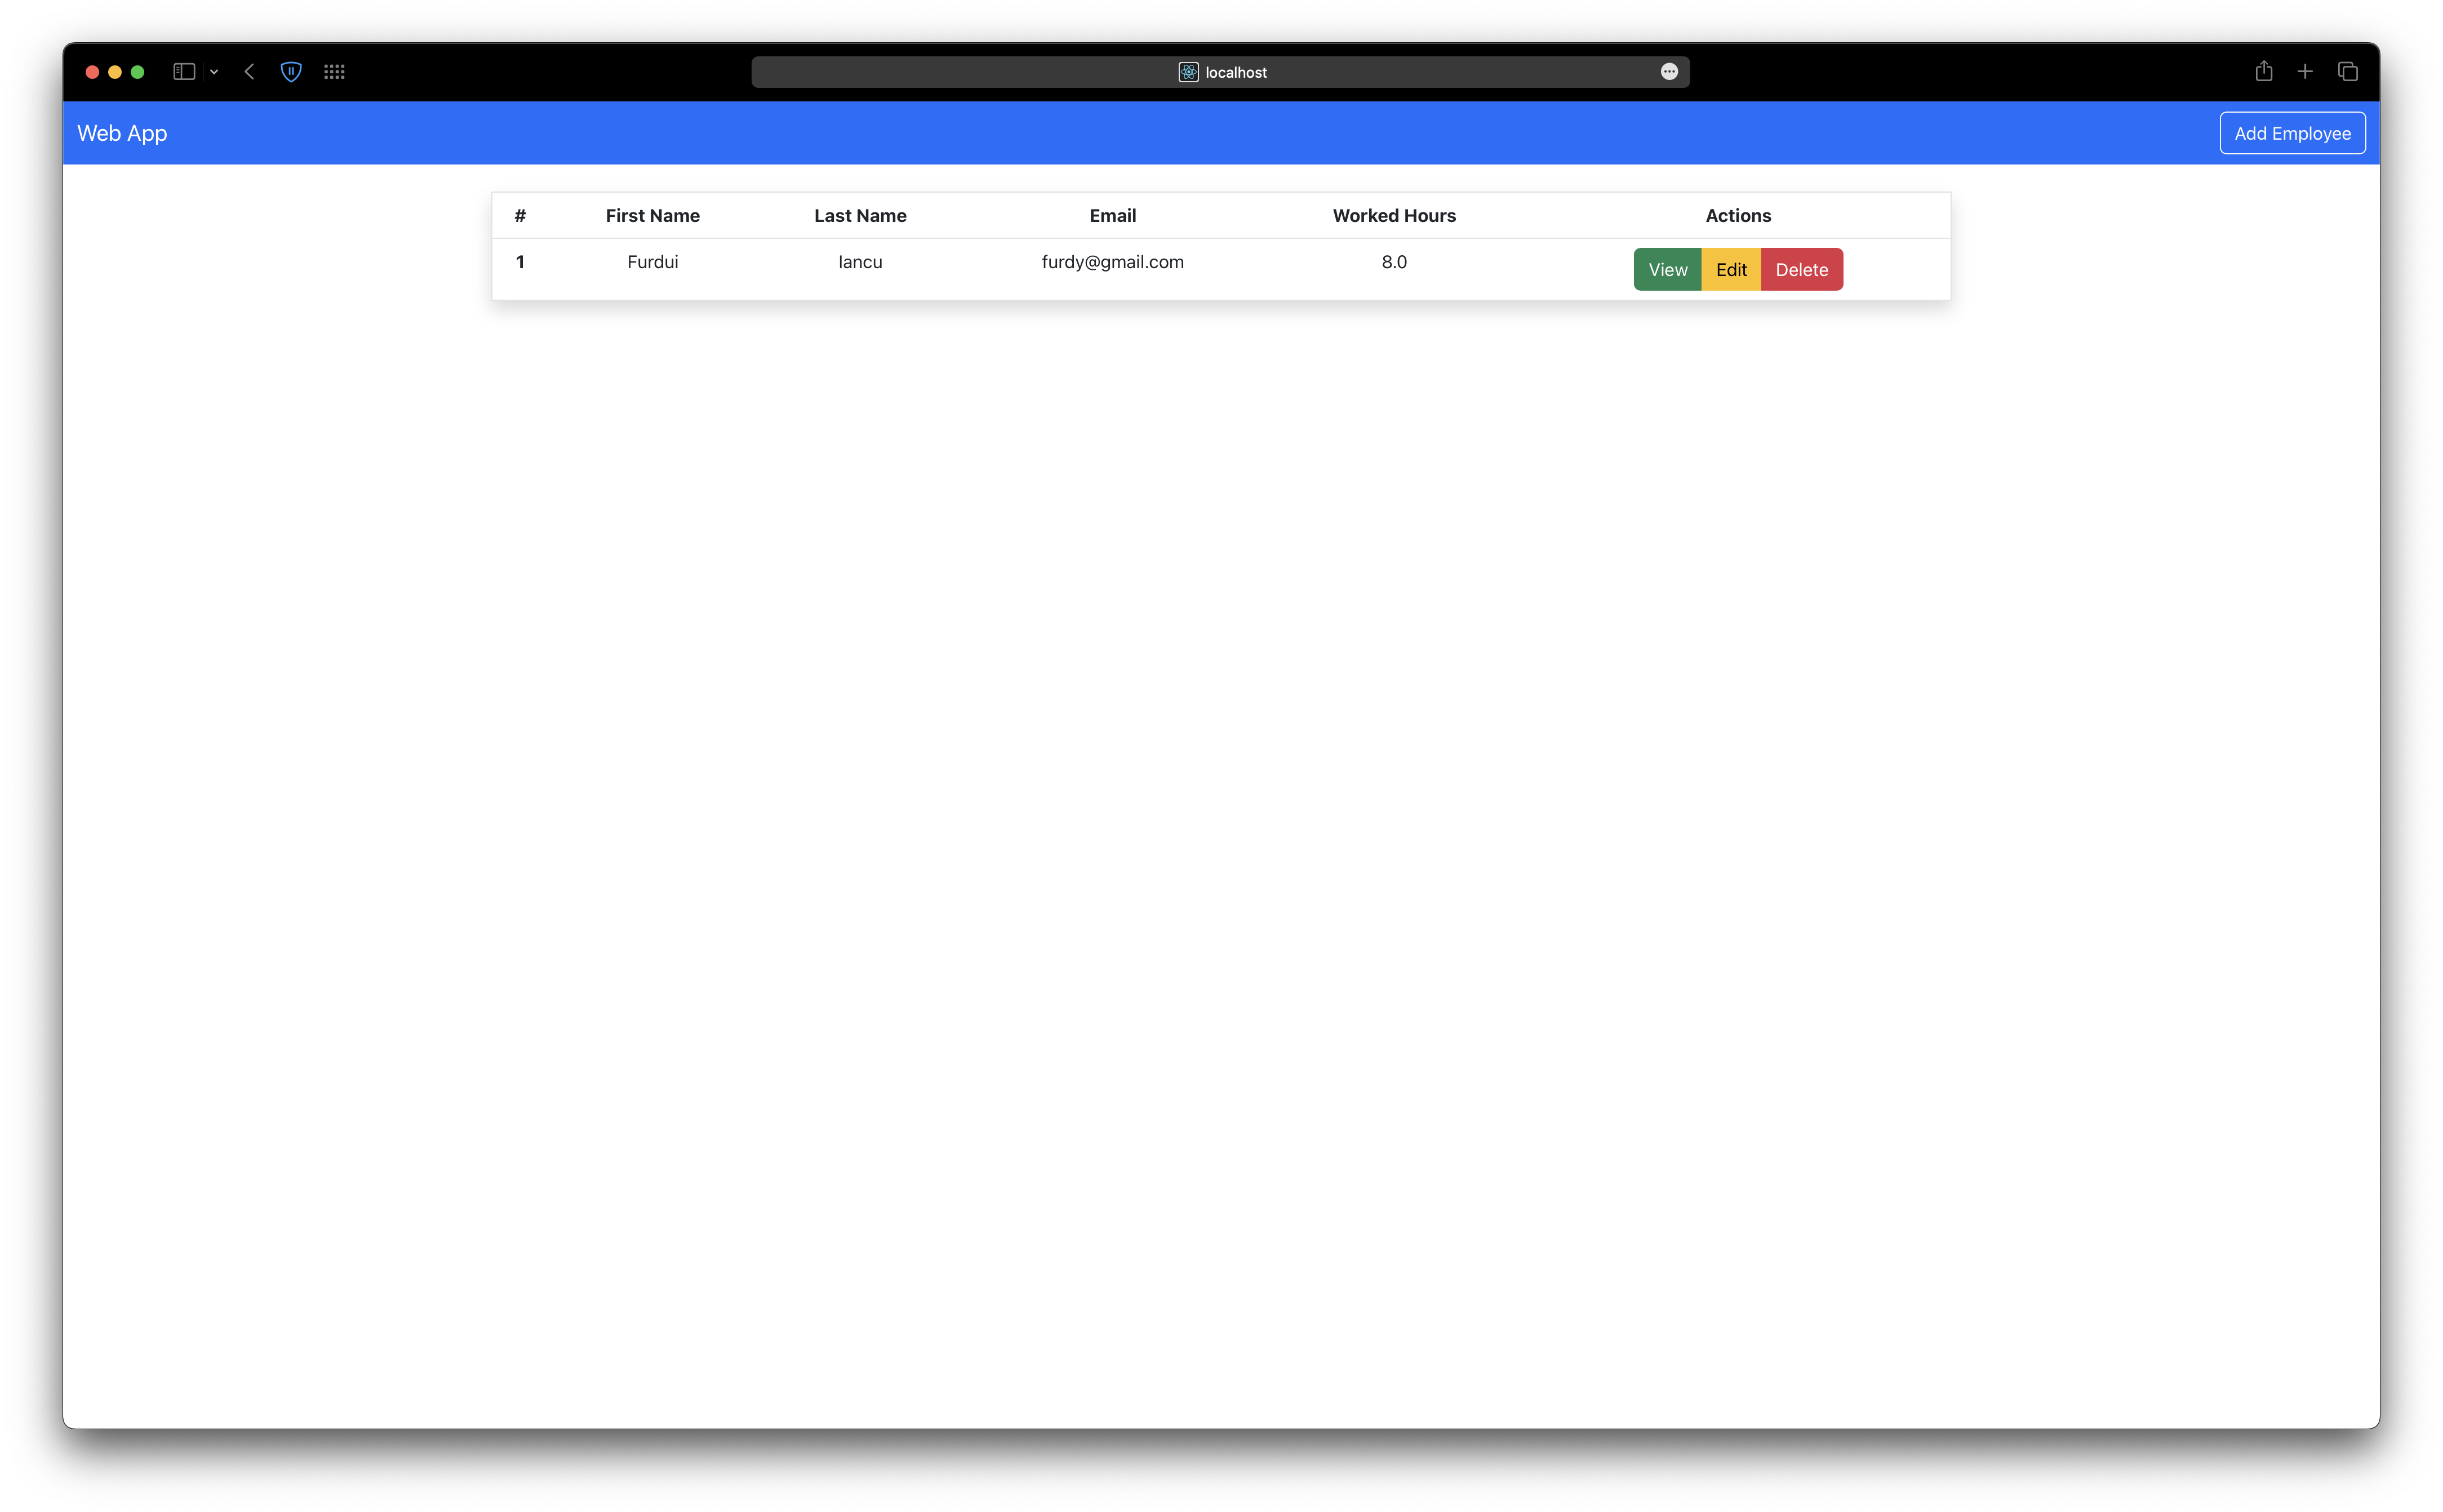 localhost
Web App Add Employee
# First Name Last Name Email Worked Hours Actions
1 Furdui Iancu furdy@gmail.com 8.0 View Edit Delete